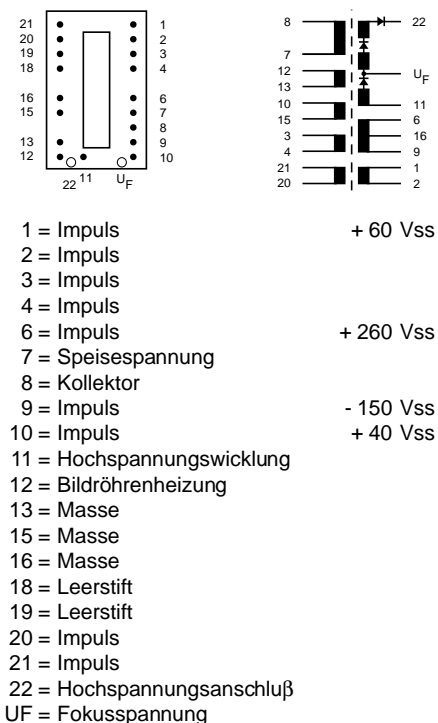 21 1
20 2
19 3
18 4
16 6
15 7
8
13 9
12 10
22 11 UF
8 22
7
12 UF
13
10 11
15 6
3 16
4 9
21 1
20 2
1 = Impuls + 60 Vss
2 = Impuls
3 = Impuls
4 = Impuls
6 = Impuls + 260 Vss
7 = Speisespannung
8 = Kollektor
9 = Impuls - 150 Vss
10 = Impuls + 40 Vss
11 = Hochspannungswicklung
12 = Bildröhrenheizung
13 = Masse
15 = Masse
16 = Masse
18 = Leerstift
19 = Leerstift
20 = Impuls
21 = Impuls
22 = Hochspannungsanschluβ
UF = Fokusspannung